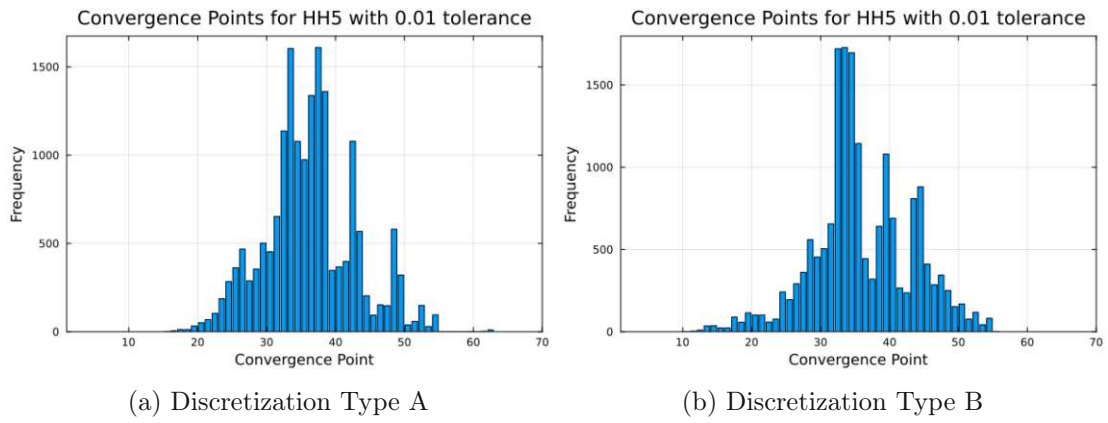 Convergence Points for HH5 with 0.01 tolerance
Frequency
1500
1000
500
0
10 20 30 40 50 60 70
Convergence Point
(a) Discretization Type A
Convergence Points for HH5 with 0.01 tolerance
Frequency
1500
1000
500
0
10 20 30 40 50 60 70
Convergence Point
(b) Discretization Type B